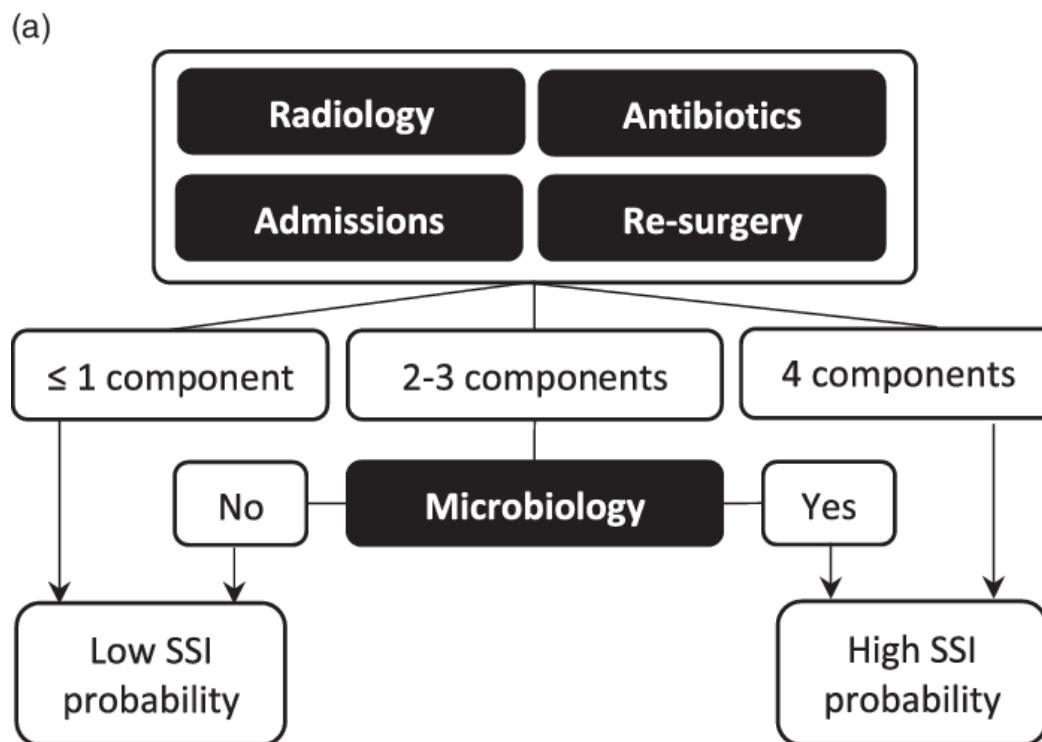 (a)
Radiology
Antibiotics
Admissions
Re-surgery
≤ 1 component
2-3 components
4 components
No
Microbiology
Yes
Low SSI
probability
High SSI
probability